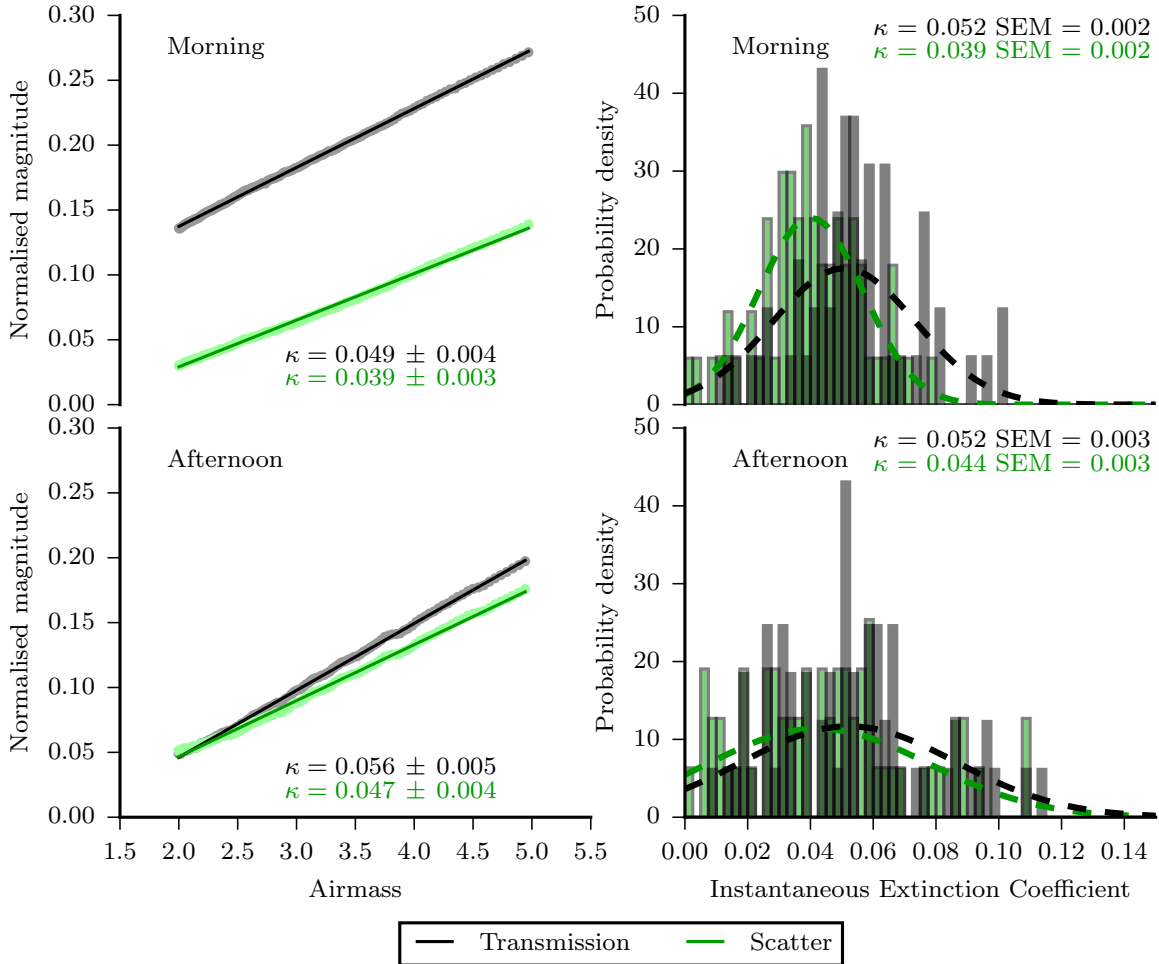 0.30
0.25
0.20
0.15
0.10
0.05
0.00
Normalised magnitude
Morning
κ = 0.049 ± 0.004
κ = 0.039 ± 0.003
50
40
30
20
10
0
Probability density
Morning
κ = 0.052 SEM = 0.002
κ = 0.039 SEM = 0.002
0.30
0.25
0.20
0.15
0.10
0.05
0.00
Normalised magnitude
Afternoon
κ = 0.056 ± 0.005
κ = 0.047 ± 0.004
1.5 2.0 2.5 3.0 3.5 4.0 4.5 5.0 5.5
Airmass
50
40
30
20
10
0
Probability density
Afternoon
κ = 0.052 SEM = 0.003
κ = 0.044 SEM = 0.003
0.00 0.02 0.04 0.06 0.08 0.10 0.12 0.14
Instantaneous Extinction Coefficient
Transmission Scatter